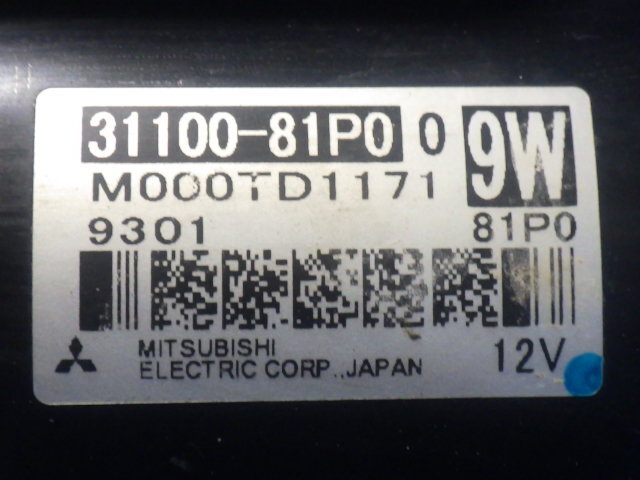 31100-81P0 0 9W
M000TD1171
9301 81P0
MITSUBISHI
ELECTRIC CORP.,JAPAN 12V